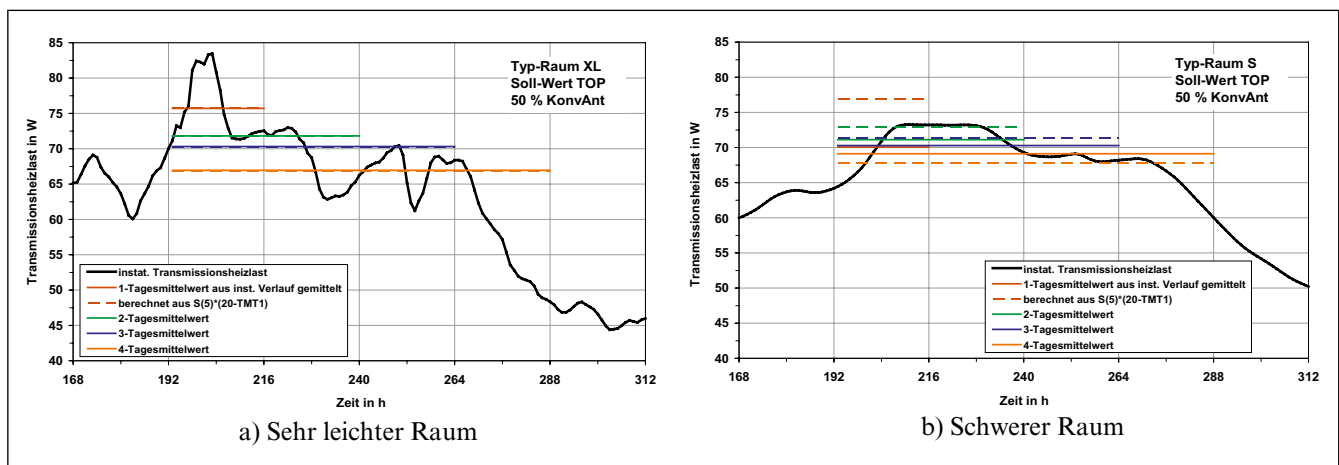 85
80
75
70
65
60
55
50
45
40
Transmissionsheizlast in W
Typ-Raum XL
Soll-Wert TOP
50 % KonvAnt
instat. Transmissionsheizlast
1-Tagesmittelwert aus inst. Verlauf gemittelt
berechnet aus S(5)*(20-TMT1)
2-Tagesmittelwert
3-Tagesmittelwert
4-Tagesmittelwert
168 192 216 240 264 288 312
Zeit in h
a) Sehr leichter Raum
85
80
75
70
65
60
55
50
45
40
Transmissionsheizlast in W
Typ-Raum S
Soll-Wert TOP
50 % KonvAnt
instat. Transmissionsheizlast
1-Tagesmittelwert aus inst. Verlauf gemittelt
berechnet aus S(5)*(20-TMT1)
2-Tagesmittelwert
3-Tagesmittelwert
4-Tagesmittelwert
168 192 216 240 264 288 312
Zeit in h
b) Schwerer Raum